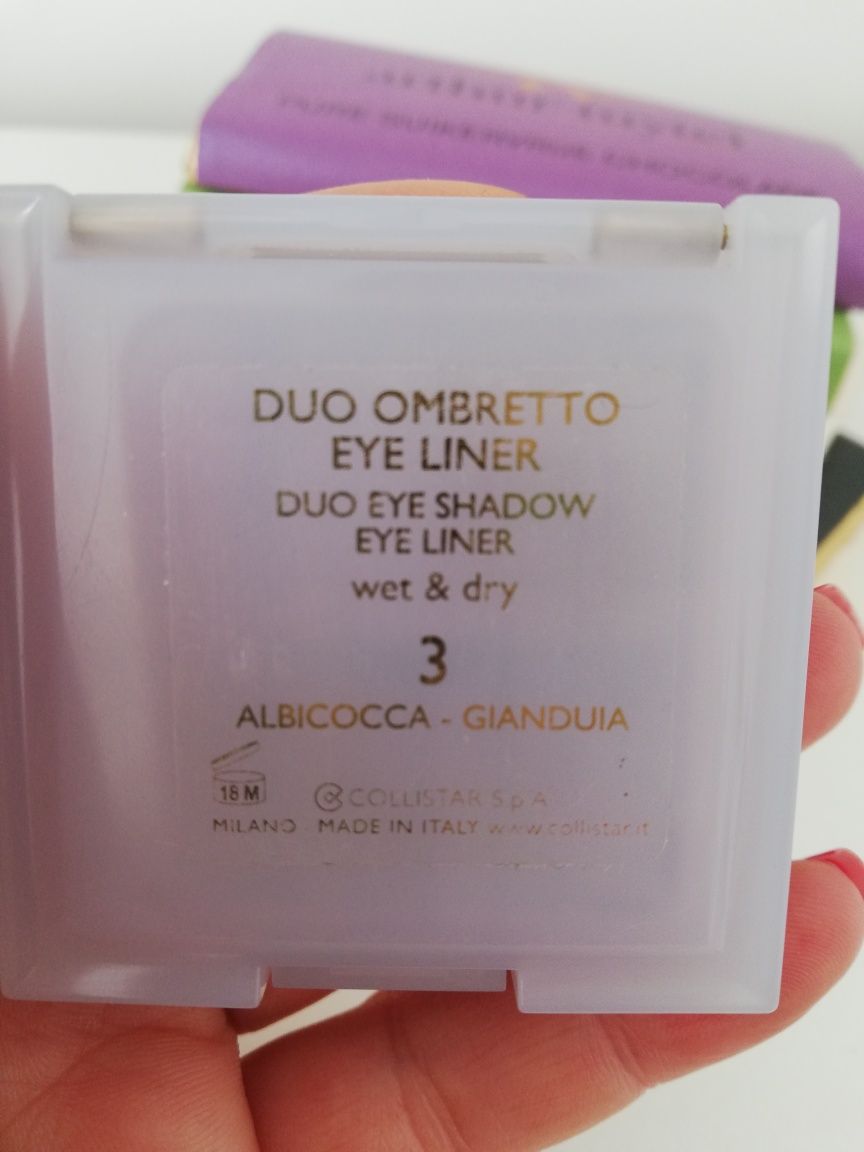 DUO OMBRETTO
EYE LINER
DUO EYE SHADOW
EYE LINER
wet & dry
3
ALBICOCCA - GIANDUIA
18 M
COLLISTAR S.p.A
MILANO MADE IN ITALY www.collistar.it